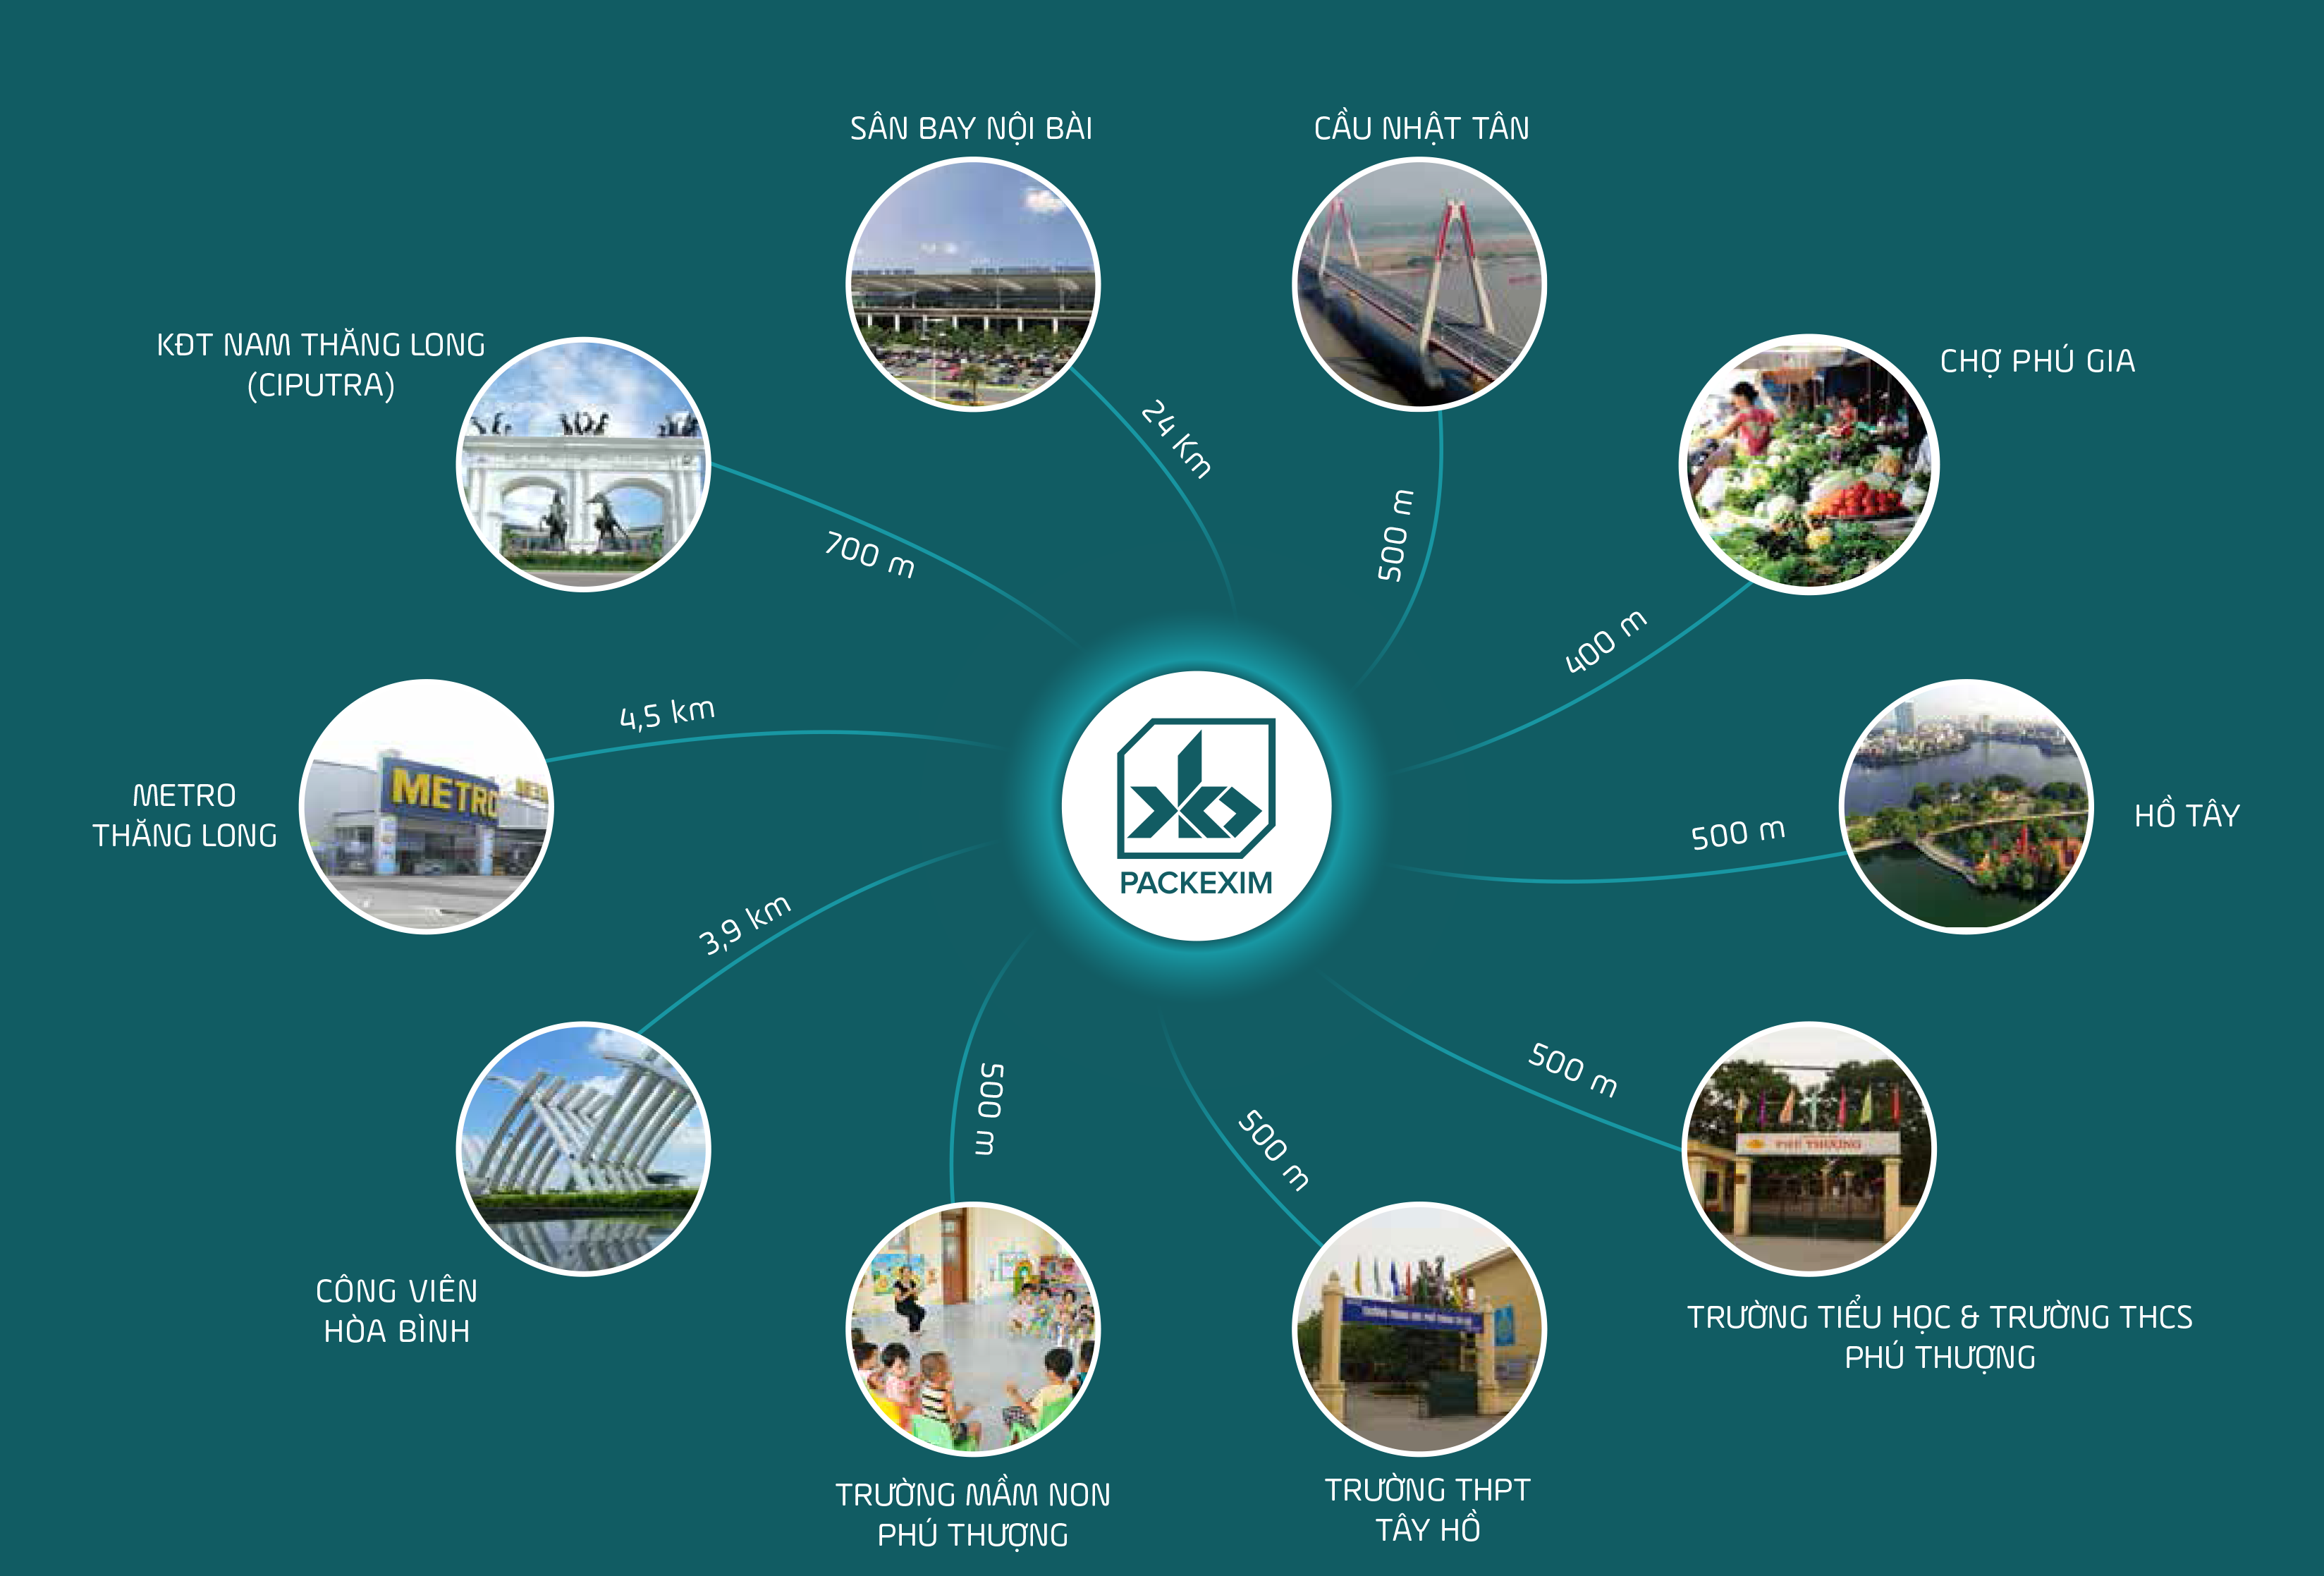 SÂN BAY NỘI BÀI
CẦU NHẬT TÂN
KĐT NAM THĂNG LONG
(CIPUTRA)
CHỢ PHÚ GIA
24 Km
500 m
700 m
400 m
4,5 km
METRO
THĂNG LONG
METRO
HỒ TÂY
500 m
PACKEXIM
3,9 km
500 m
500 m
500 m
PHÚ THƯỢNG
CÔNG VIÊN
HÒA BÌNH
TRƯỜNG TIỂU HỌC & TRƯỜNG THCS
PHÚ THƯỢNG
TRƯỜNG MẦM NON
PHÚ THƯỢNG
TRƯỜNG THPT
TÂY HỒ